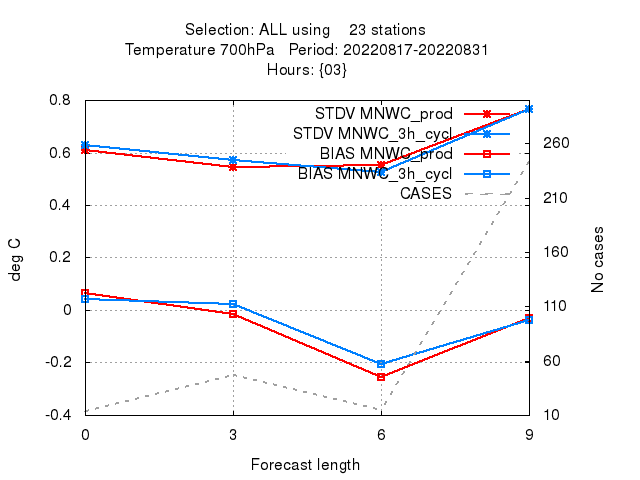 Selection: ALL using 23 stations
Temperature 700hPa Period: 20220817-20220831
Hours: {03}
STDV MNWC_prod
STDV MNWC_3h_cycl
BIAS MNWC_prod
BIAS MNWC_3h_cycl
CASES
0.8
0.6
0.4
0.2
0
-0.2
-0.4
deg C
260
210
160
110
60
10
No cases
0 3 6 9
Forecast length